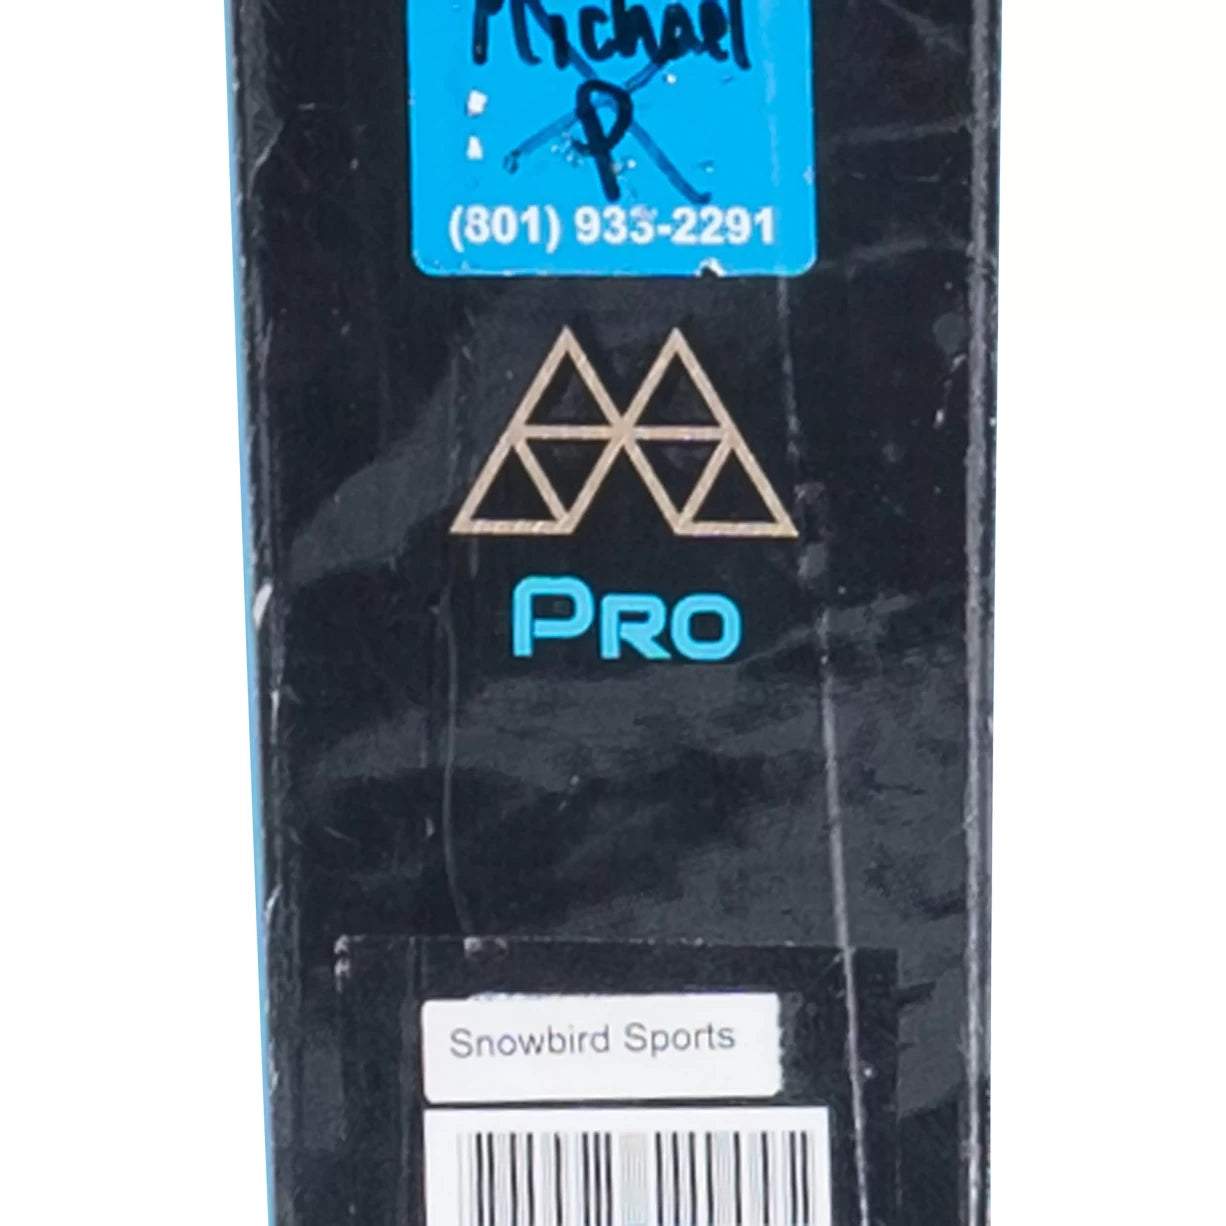 Michael
P
(801) 933-2291
PRO
Snowbird Sports